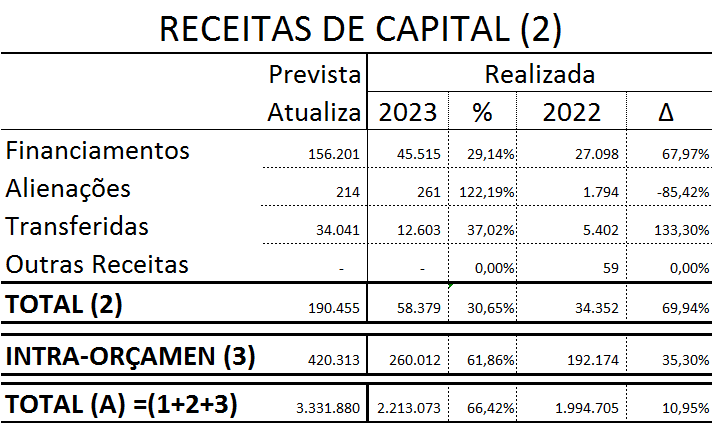 RECEITAS DE CAPITAL (2)
Prevista Realizada
Atualiza 2023 % 2022 Δ
Financiamentos 156.201 45.515 29,14% 27.098 67,97%
Alienações 214 261 122,19% 1.794 -85,42%
Transferidas 34.041 12.603 37,02% 5.402 133,30%
Outras Receitas - - 0,00% 59 0,00%
TOTAL (2) 190.455 58.379 30,65% 34.352 69,94%
INTRA-ORÇAMEN (3) 420.313 260.012 61,86% 192.174 35,30%
TOTAL (A) =(1+2+3) 3.331.880 2.213.073 66,42% 1.994.705 10,95%